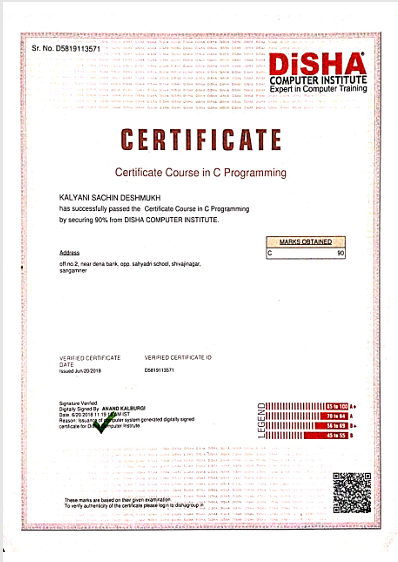 Sr. No. D5819113571
DiSHA
COMPUTER INSTITUTE
Expert in Computer Training
CERTIFICATE
Certificate Course in C Programming
KALYANI SACHIN DESHMUKH
has successfully passed the Certificate Course in C Programming
by securing 90% from DISHA COMPUTER INSTITUTE.
MARKS OBTAINED
C 90
Address
off.no.2, near dena bank, opp. sahyadri school, shivajinagar,
sangamner
VERIFIED CERTIFICATE DATE
Issued Jun/20/2018
VERIFIED CERTIFICATE ID
D5819113571
Signature Verified
Digitally Signed By ANAND KALBURGI
Date: 6/20/2018 11:19 AM IST
Reason: Issuance of computer system generated digitally signed
certificate for Disha Computer Institute
LEGEND
85 to 100 A+
70 to 84 A
56 to 69 B+
45 to 55 B
These marks are based on their given examination.
To verify authenticity of the certificate please login to dishagroup.in